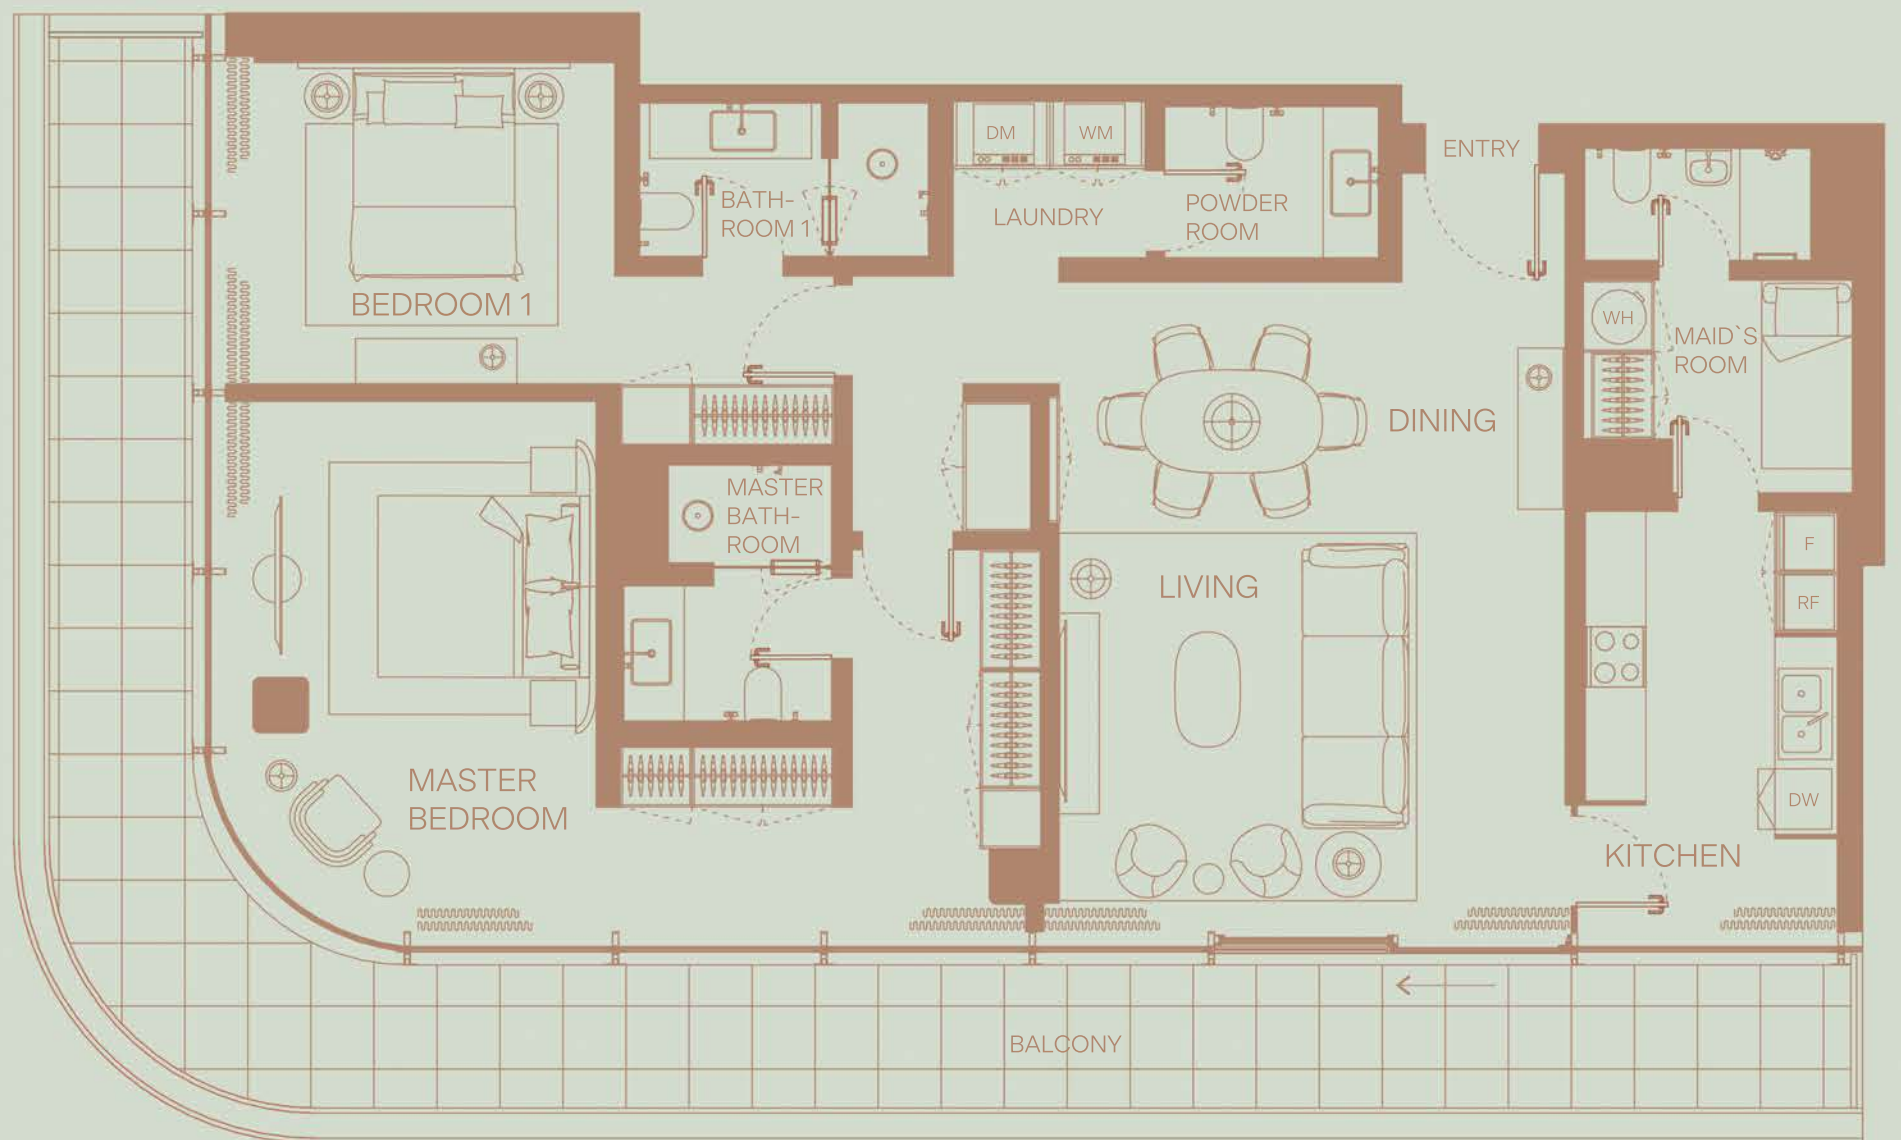 DM
WM
ENTRY
BATH-
ROOM 1
LAUNDRY
POWDER
ROOM
BEDROOM 1
WH
MAID`S
ROOM
DINING
MASTER
BATH-
ROOM
F
LIVING
RF
MASTER
BEDROOM
DW
KITCHEN
BALCONY